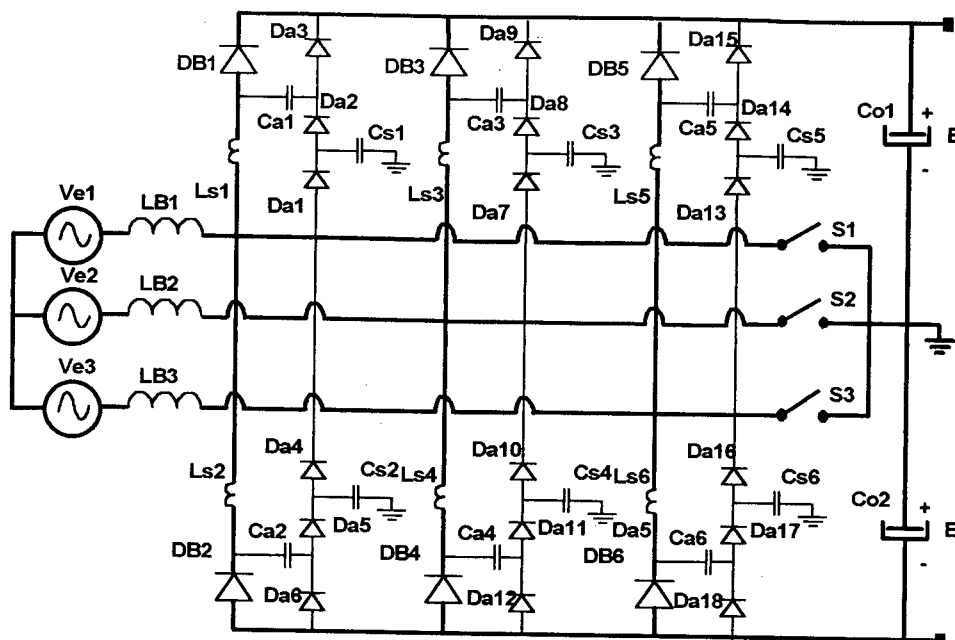 Da3 Da9 Da15
DB1 DB3 DB5
Da2 Da8 Da14
Ca1 Ca3 Ca5 Co1 + E
Cs1 Cs3 Cs5
-
Ls1 Ls3 Ls5
Ve1 LB1 Da1 Da7 Da13
S1
Ve2 LB2 S2
Ve3 LB3 S3
Da4 Da10 Da16
Ls2 Cs2 Ls4 Cs4 Ls6 Cs6
Co2 +
Ca2 Da5 Ca4 Da11 Da5 Ca6 Da17 E
DB2 DB4 DB6
-
Da6 Da12 Da18